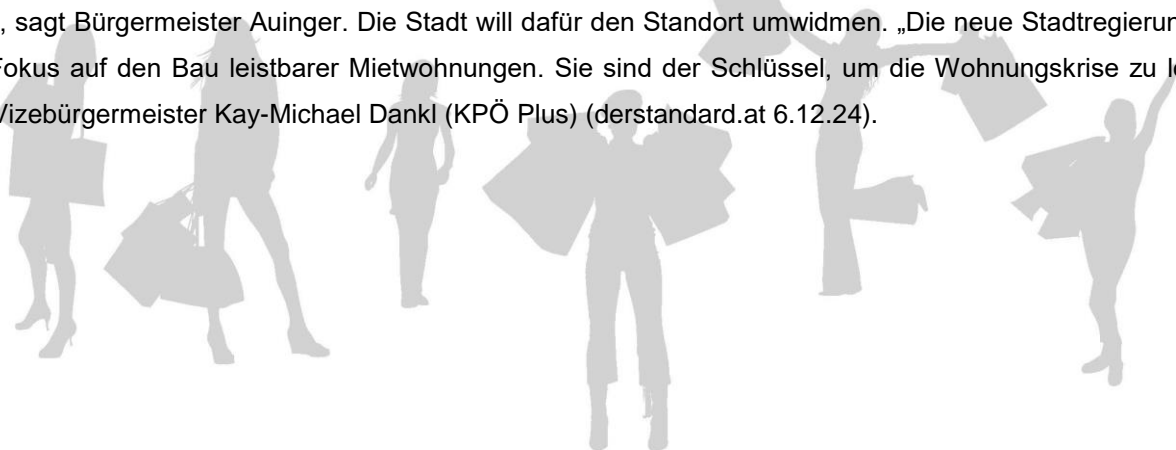 , sagt Bürgermeister Auinger. Die Stadt will dafür den Standort umwidmen. „Die neue Stadtregierun
Fokus auf den Bau leistbarer Mietwohnungen. Sie sind der Schlüssel, um die Wohnungskrise zu
Vizebürgermeister Kay-Michael Dankl (KPÖ Plus) (derstandard.at 6.12.24).